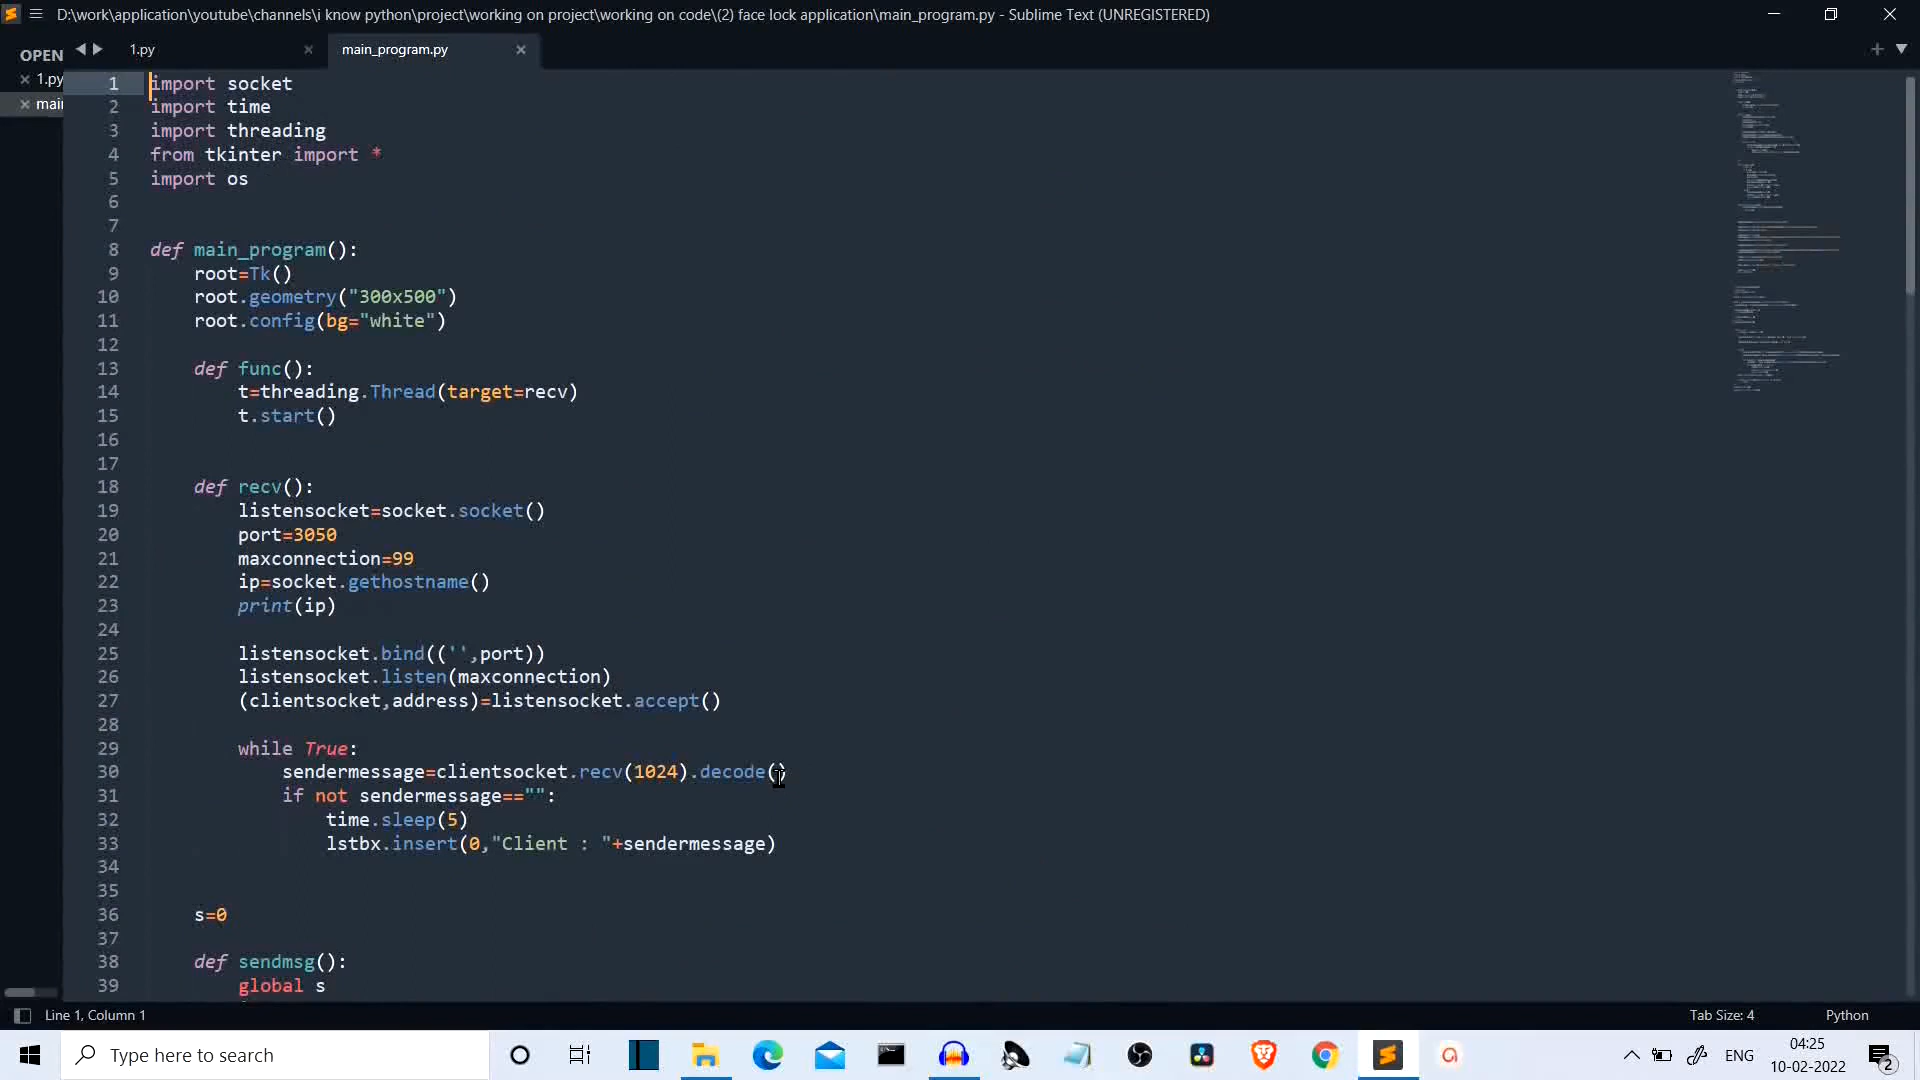 D:\work\application\youtube\channels\i know python\project\working on project\working on code\(2) face lock application\main_program.py - Sublime Text (UNREGISTERED)
OPEN
1.py
main_program.py
1.py
mai
1 import socket
2 import time
3 import threading
4 from tkinter import *
5 import os
6
7
8 def main_program():
9 root=Tk()
10 root.geometry("300x500")
11 root.config(bg="white")
12
13 def func():
14 t=threading.Thread(target=recv)
15 t.start()
16
17
18 def recv():
19 listensocket=socket.socket()
20 port=3050
21 maxconnection=99
22 ip=socket.gethostname()
23 print(ip)
24
25 listensocket.bind(('',port))
26 listensocket.listen(maxconnection)
27 (clientsocket,address)=listensocket.accept()
28
29 while True:
30 sendermessage=clientsocket.recv(1024).decode()
31 if not sendermessage=="":
32 time.sleep(5)
33 lstbx.insert(0,"Client : "+sendermessage)
34
35
36 s=0
37
38 def sendmsg():
39 global s
Line 1, Column 1
Tab Size: 4
Python
Type here to search
ENG
04:25
10-02-2022
2